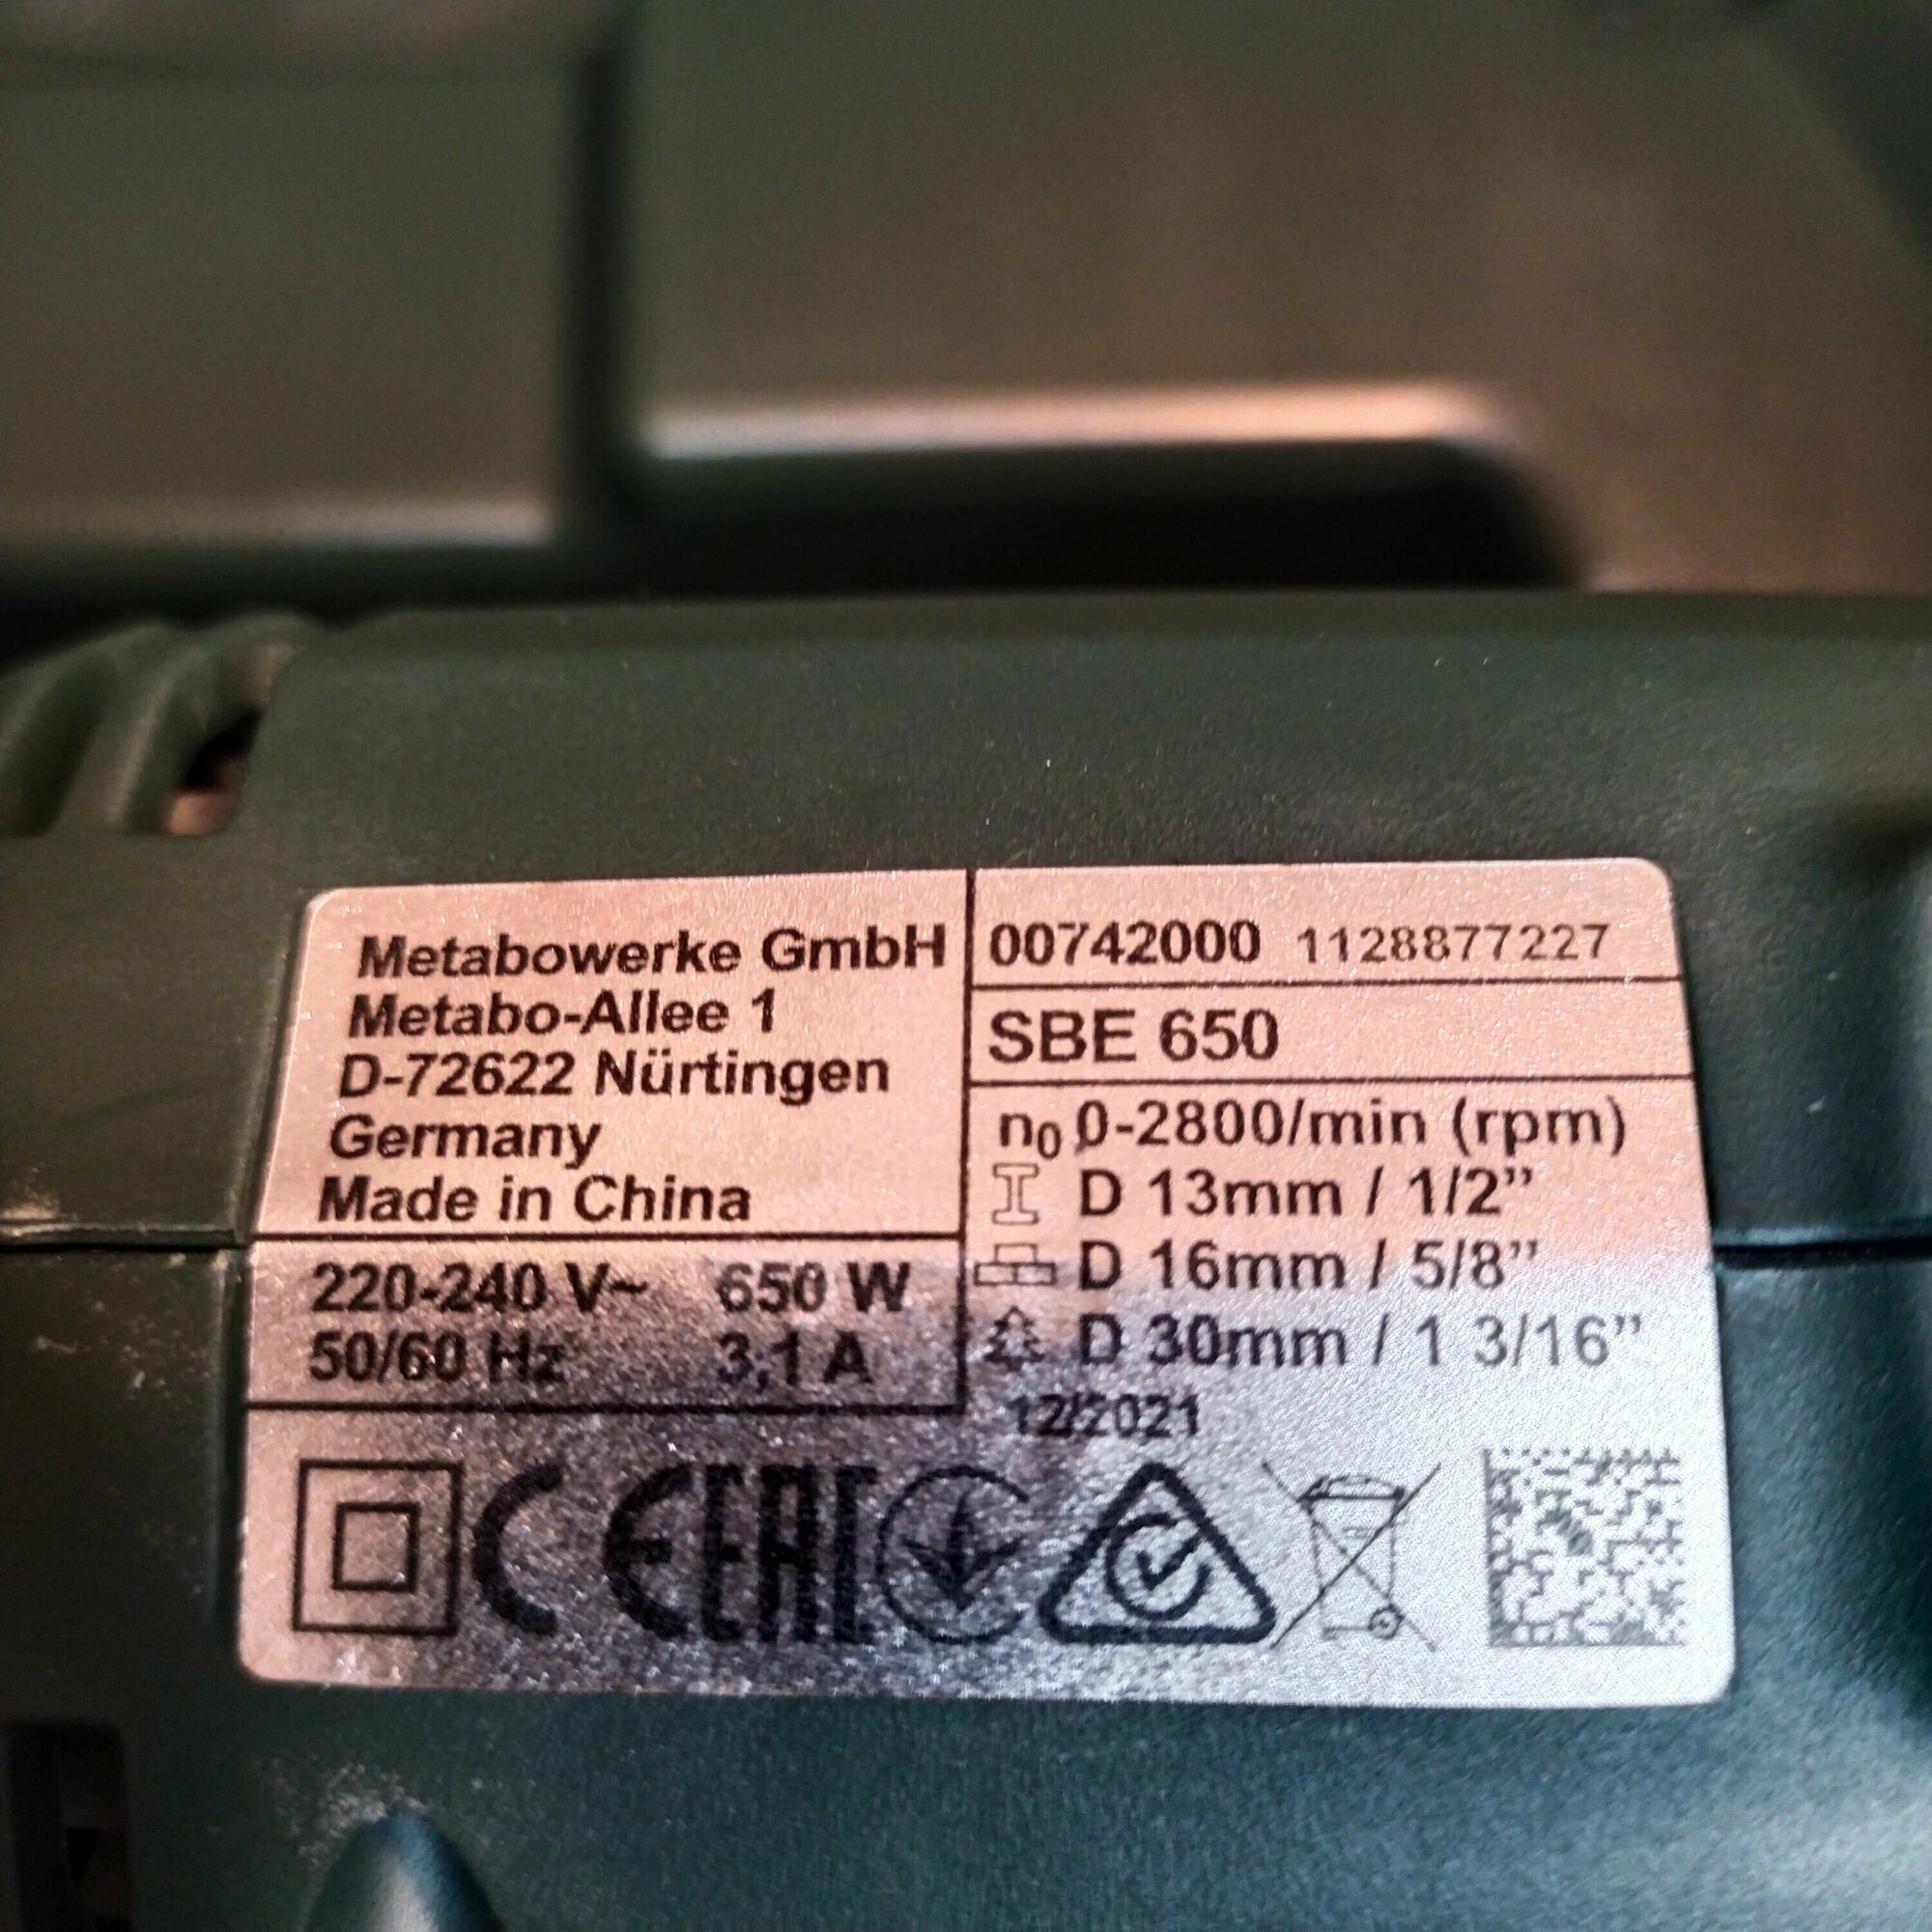 Metabowerke GmbH
Metabo-Allee 1
D-72622 Nürtingen
Germany
Made in China
220-240 V~ 650 W
50/60 Hz 3,1 A
00742000 1128877227
SBE 650
n0 0-2800/min (rpm)
D 13mm / 1/2”
D 16mm / 5/8”
D 30mm / 1 3/16”
12/2021
CE EAC